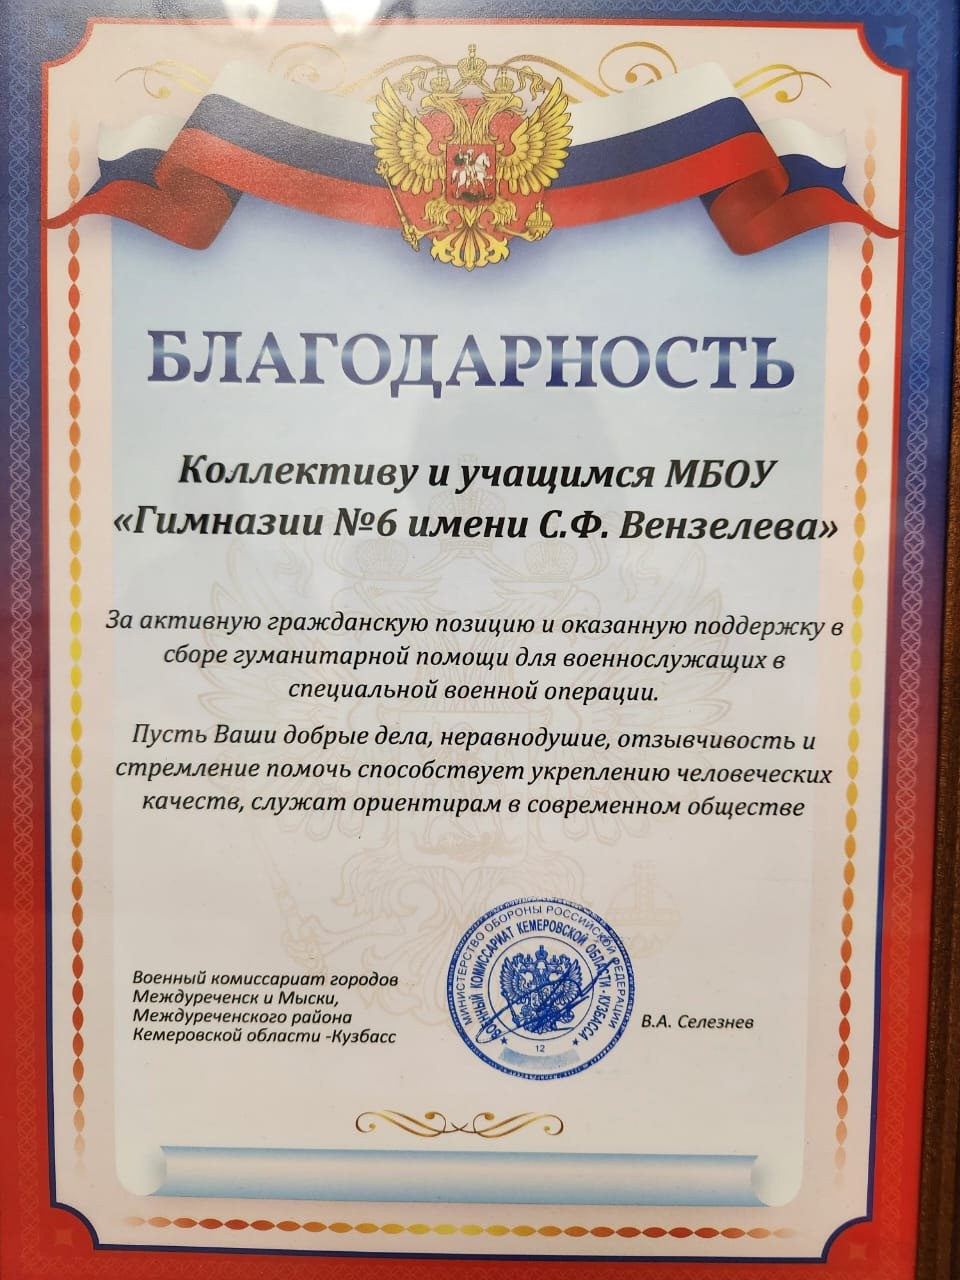 БЛАГОДАРНОСТЬ
Коллективу и учащимся МБОУ
«Гимназии №6 имени С.Ф. Вензелева»
За активную гражданскую позицию и оказанную поддержку в
сборе гуманитарной помощи для военнослужащих в
специальной военной операции.
Пусть Ваши добрые дела, неравнодушие, отзывчивость и
стремление помочь способствует укреплению человеческих
качеств, служат ориентирам в современном обществе
Военный комиссариат городов
Междуреченск и Мыски,
Междуреченского района
Кемеровской области -Кузбасс
МИНИСТЕРСТВО ОБОРОНЫ РОССИЙСКОЙ ФЕДЕРАЦИИ
ВОЕННЫЙ КОМИССАРИАТ КЕМЕРОВСКОЙ ОБЛАСТИ - КУЗБАССА
12
В.А. Селезнев